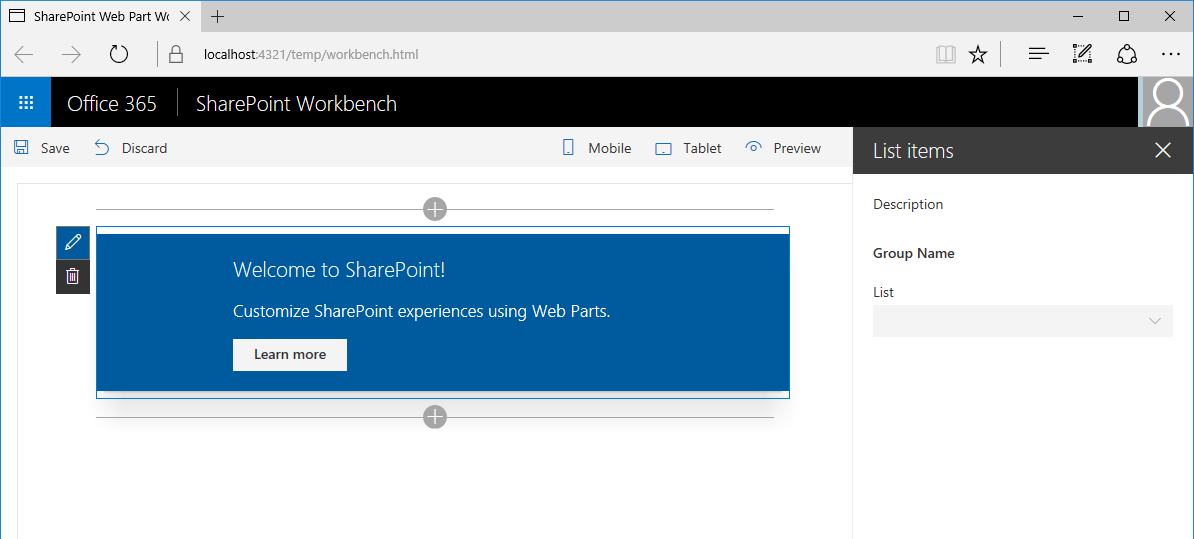 SharePoint Web Part Wo
localhost:4321/temp/workbench.html
Office 365 SharePoint Workbench
Save Discard Mobile Tablet Preview
List items
Description
Group Name
List
Welcome to SharePoint!
Customize SharePoint experiences using Web Parts.
Learn more